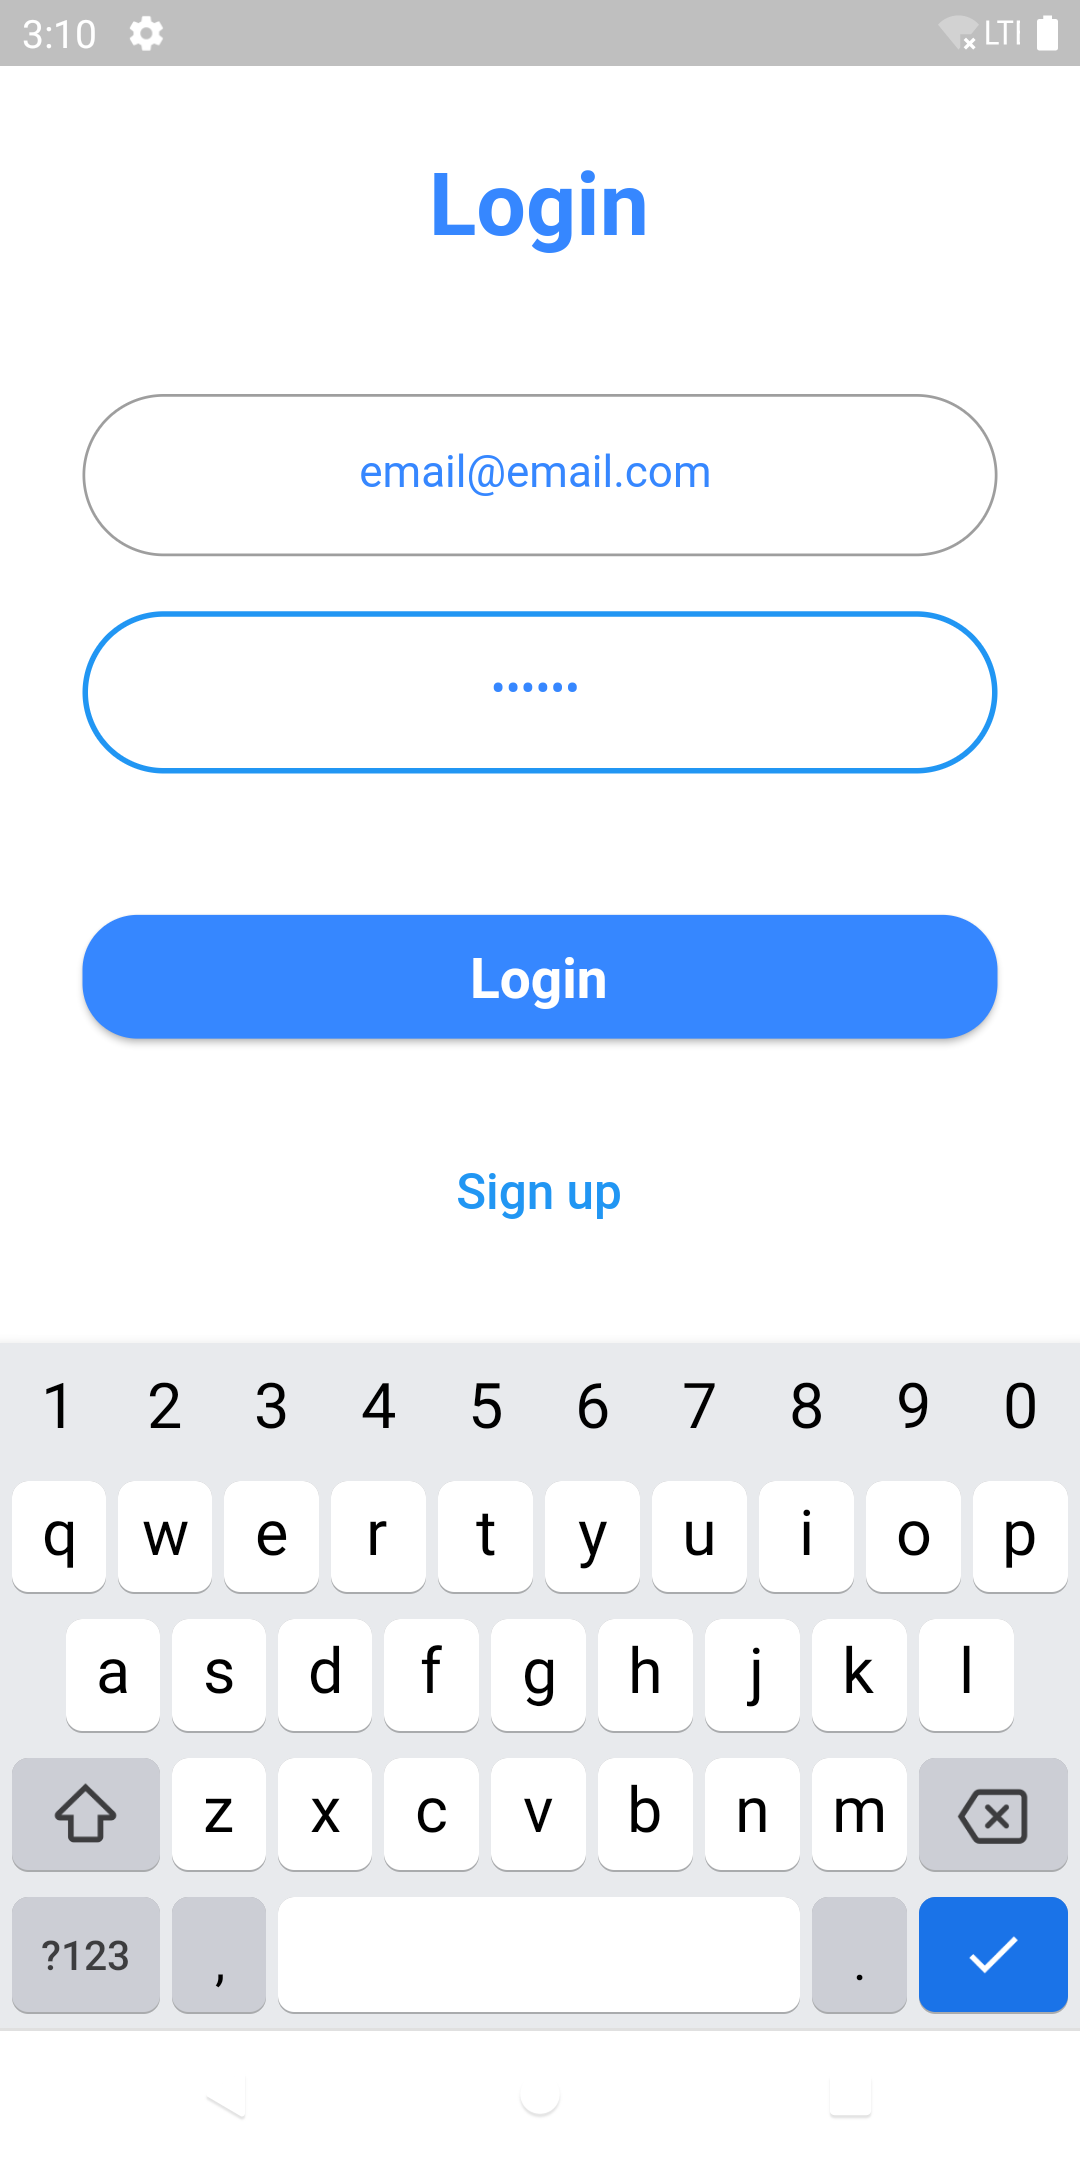 3:10 LTI
Login
email@email.com
••••••
Login
Sign up
1 2 3 4 5 6 7 8 9 0
q w e r t y u i o p
a s d f g h j k l
z x c v b n m
?123 , .